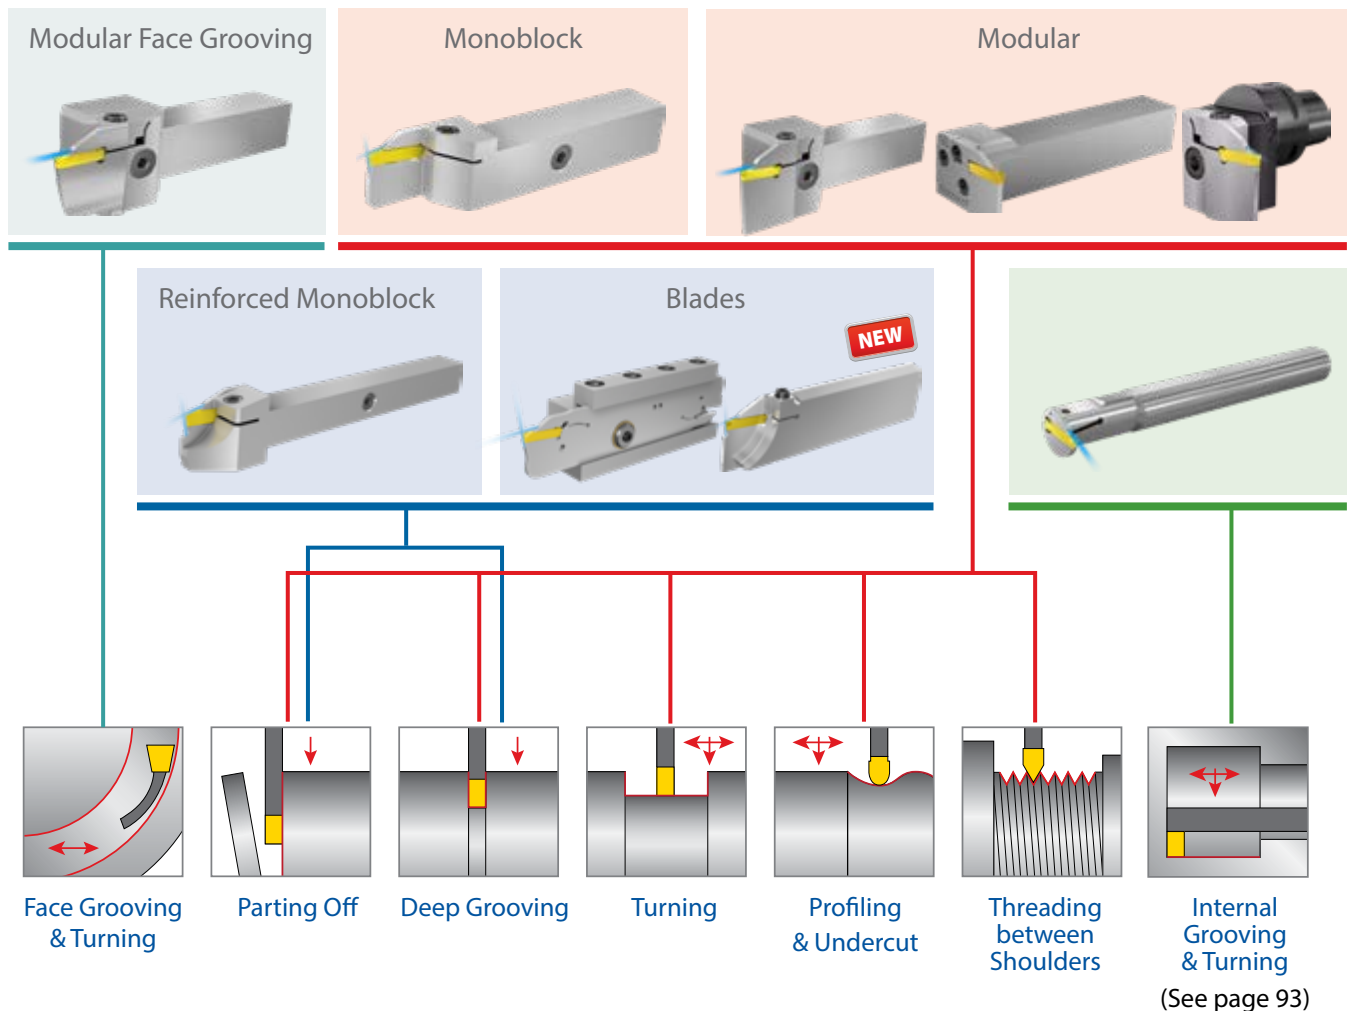 Modular Face Grooving
Monoblock
Modular
Reinforced Monoblock
Blades
NEW
Face Grooving
& Turning
Parting Off
Deep Grooving
Turning
Profiling
& Undercut
Threading
between
Shoulders
Internal
Grooving
& Turning
(See page 93)